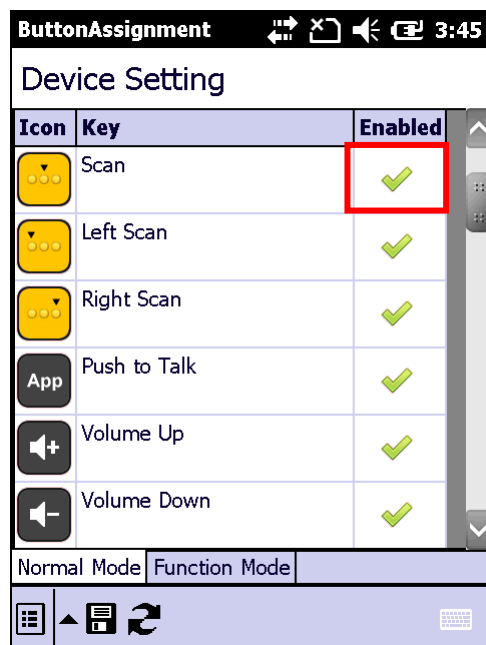 ButtonAssignment 3:45
Device Setting
Icon Key Enabled
Scan
Left Scan
Right Scan
App Push to Talk
Volume Up
Volume Down
Normal Mode Function Mode